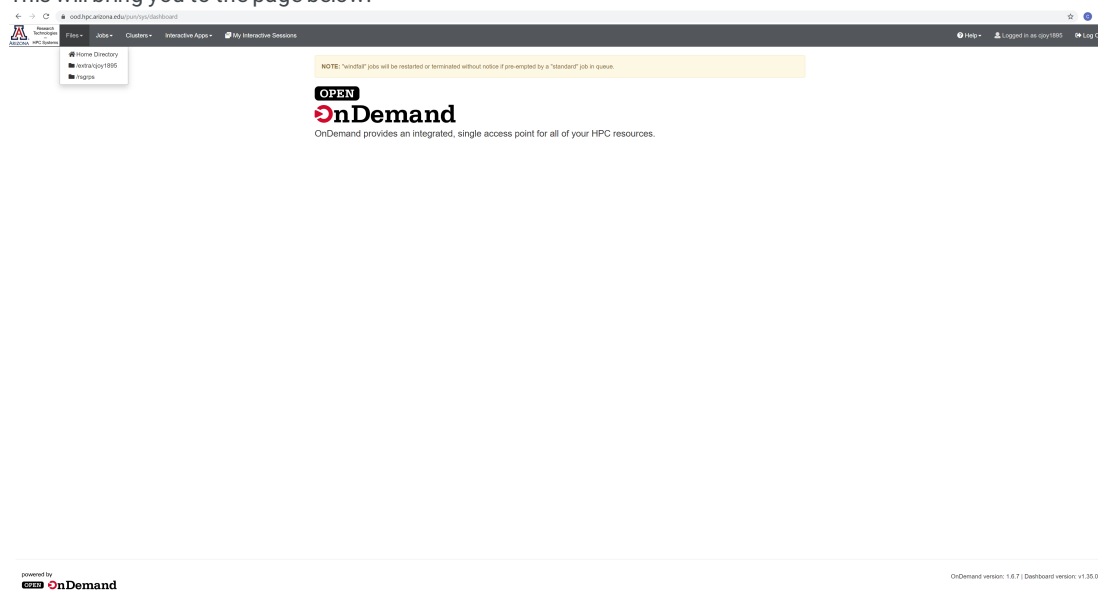 This will bring you to the page below:
ood.hpc.arizona.edu/pun/sys/dashboard
ARIZONA
Research
Technologies
HPC Systems
Files
Jobs
Clusters
Interactive Apps
My Interactive Sessions
Help
Logged in as cjoy1895
Log O
Home Directory
/extra/cjoy1895
/rsgrps
NOTE: "windfall" jobs will be restarted or terminated without notice if pre-empted by a "standard" job in queue.
OPEN
OnDemand
OnDemand provides an integrated, single access point for all of your HPC resources.
powered by
OPEN OnDemand
OnDemand version: 1.6.7 | Dashboard version: v1.35.0